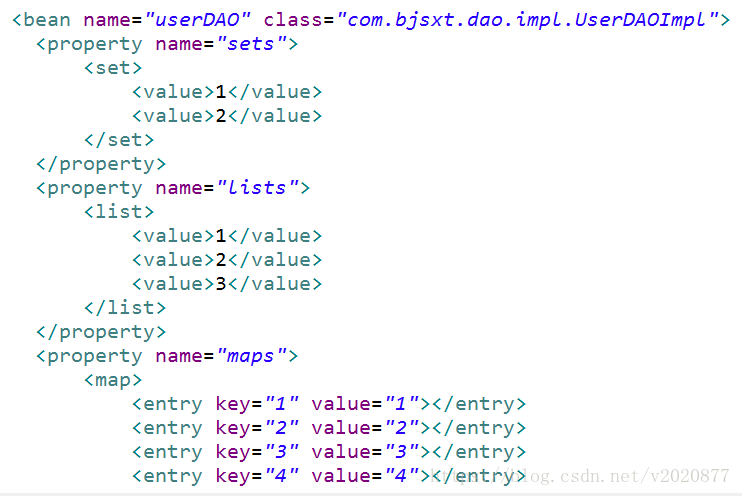 <bean name="userDAO" class="com.bjsxt.dao.impl.UserDAOImpl">
  <property name="sets">
      <set>
          <value>1</value>
          <value>2</value>
      </set>
  </property>
  <property name="lists">
      <list>
          <value>1</value>
          <value>2</value>
          <value>3</value>
      </list>
  </property>
  <property name="maps">
      <map>
          <entry key="1" value="1"></entry>
          <entry key="2" value="2"></entry>
          <entry key="3" value="3"></entry>
          <entry key="4" value="4"></entry>
https://blog.csdn.net/v2020877